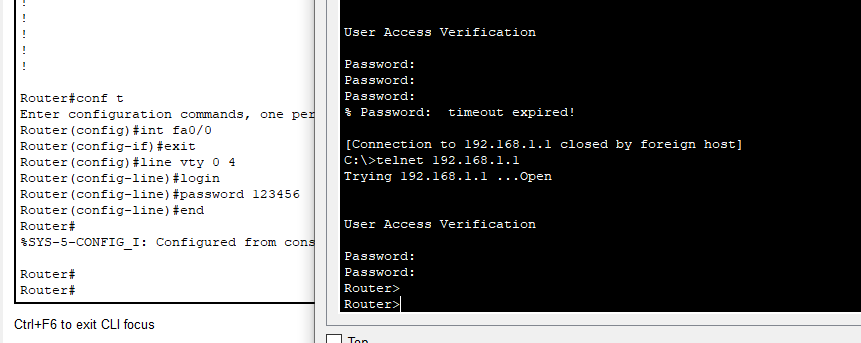 !
!
!
!
!
Router#conf t
Enter configuration commands, one per
Router(config)#int fa0/0
Router(config-if)#exit
Router(config)#line vty 0 4
Router(config-line)#login
Router(config-line)#password 123456
Router(config-line)#end
Router#
%SYS-5-CONFIG_I: Configured from cons
Router#
Router#
Ctrl+F6 to exit CLI focus
User Access Verification
Password:
Password:
Password:
% Password:  timeout expired!
[Connection to 192.168.1.1 closed by foreign host]
C:\>telnet 192.168.1.1
Trying 192.168.1.1 ...Open
User Access Verification
Password:
Password:
Router>
Router>
Top